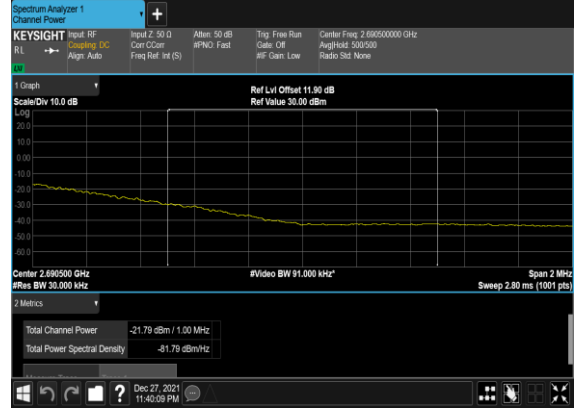 Spectrum Analyzer 1
Channel Power
+
KEYSIGHT Input: RF Input Z: 50 Ω Atten: 50 dB Trig: Free Run Center Freq: 2.690500000 GHz
RL Coupling: DC Corr CCorr #PNO: Fast Gate: Off Avg|Hold: 500/500
Align: Auto Freq Ref: Int (S) #IF Gain: Low Radio Std: None
1 Graph
Ref Lvl Offset 11.90 dB
Scale/Div 10.0 dB Ref Value 30.00 dBm
Log
20.0
10.0
0.00
-10.0
-20.0
-30.0
-40.0
-50.0
-60.0
Center 2.690500 GHz #Video BW 91.000 kHz* Span 2 MHz
#Res BW 30.000 kHz Sweep 2.80 ms (1001 pts)
2 Metrics
Total Channel Power -21.79 dBm / 1.00 MHz
Total Power Spectral Density -81.79 dBm/Hz
? Dec 27, 2021
11:40:09 PM